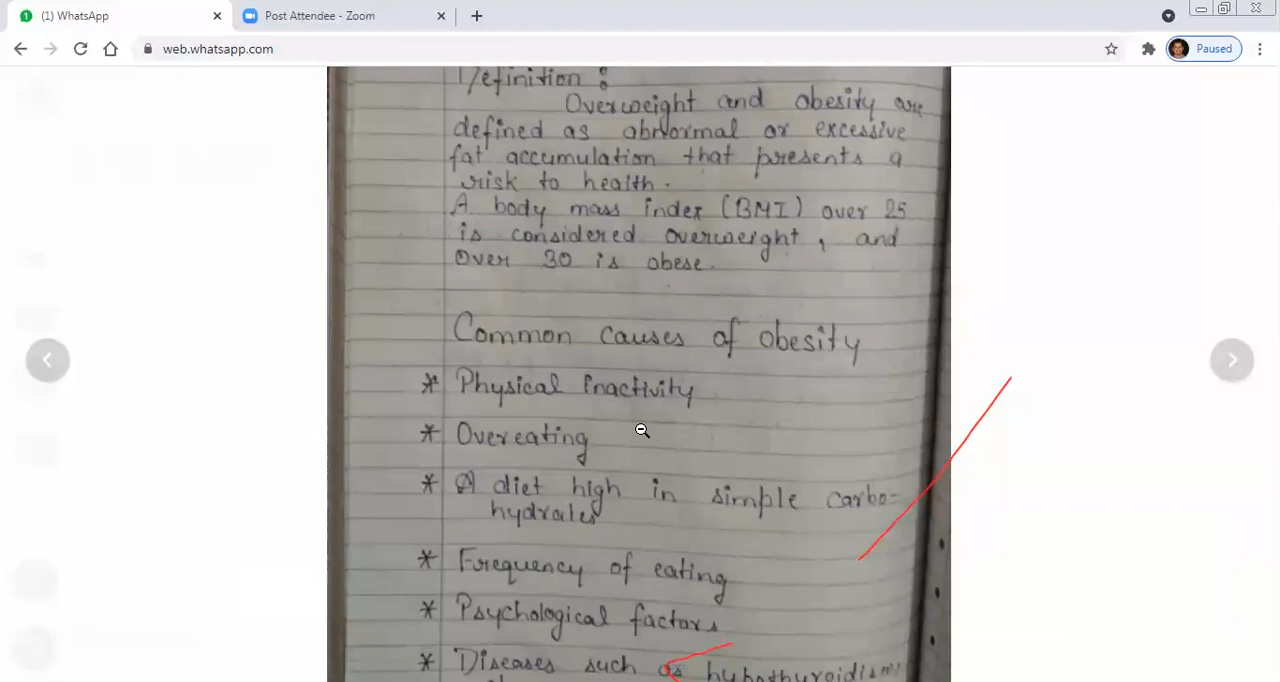 (1) WhatsApp
Post Attendee - Zoom
web.whatsapp.com
Paused
Definition :
Overweight and obesity are
defined as abnormal or excessive
fat accumulation that presents a
risk to health.
A body mass index (BMI) over 25
is considered overweight, and
over 30 is obese.
Common causes of obesity
* Physical inactivity
* Overeating
* A diet high in simple carbo=
hydrates
* Frequency of eating
* Psychological factors
* Diseases such as hypothyroidism